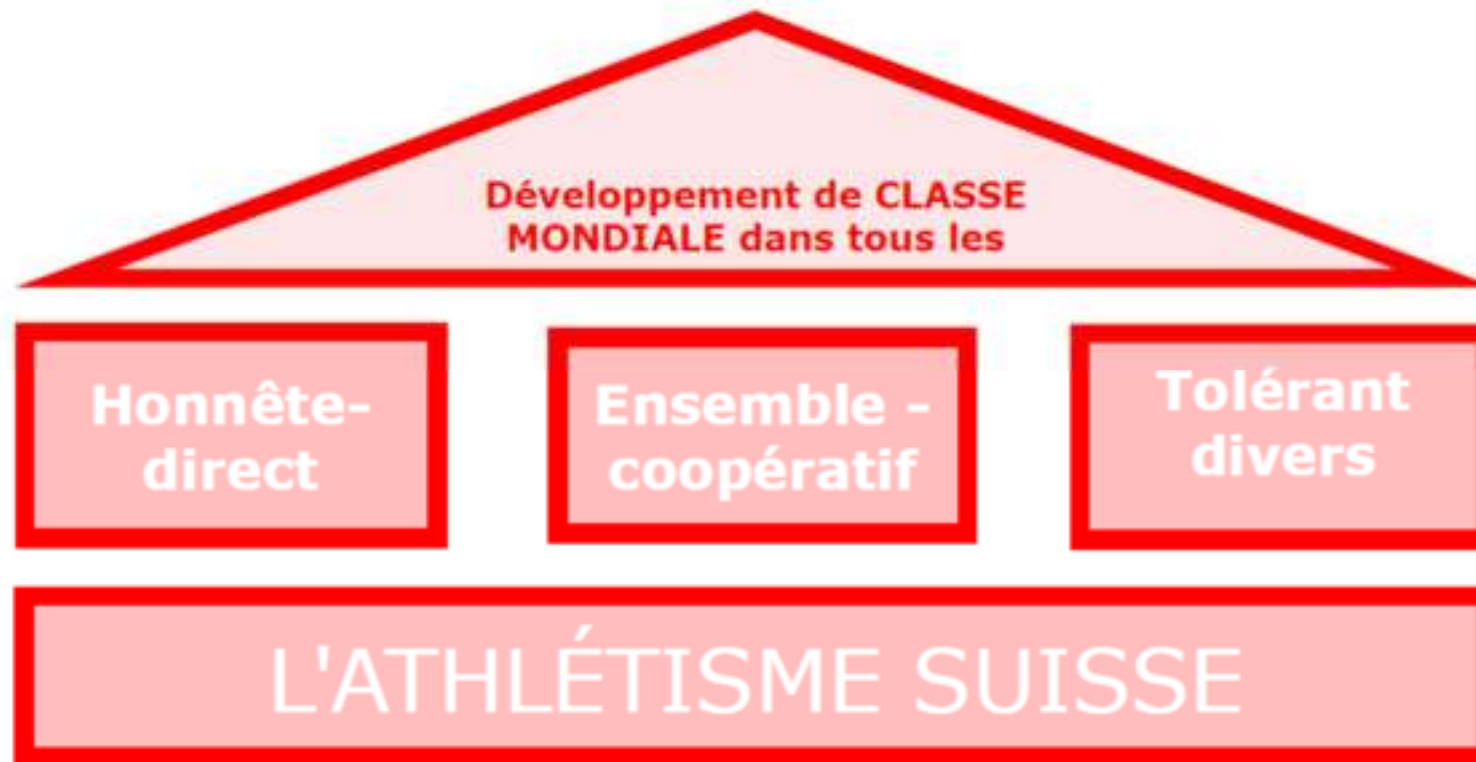 Développement de CLASSE
MONDIALE dans tous les
Honnête-
direct
Ensemble -
coopératif
Tolérant
divers
L'ATHLÉTISME SUISSE